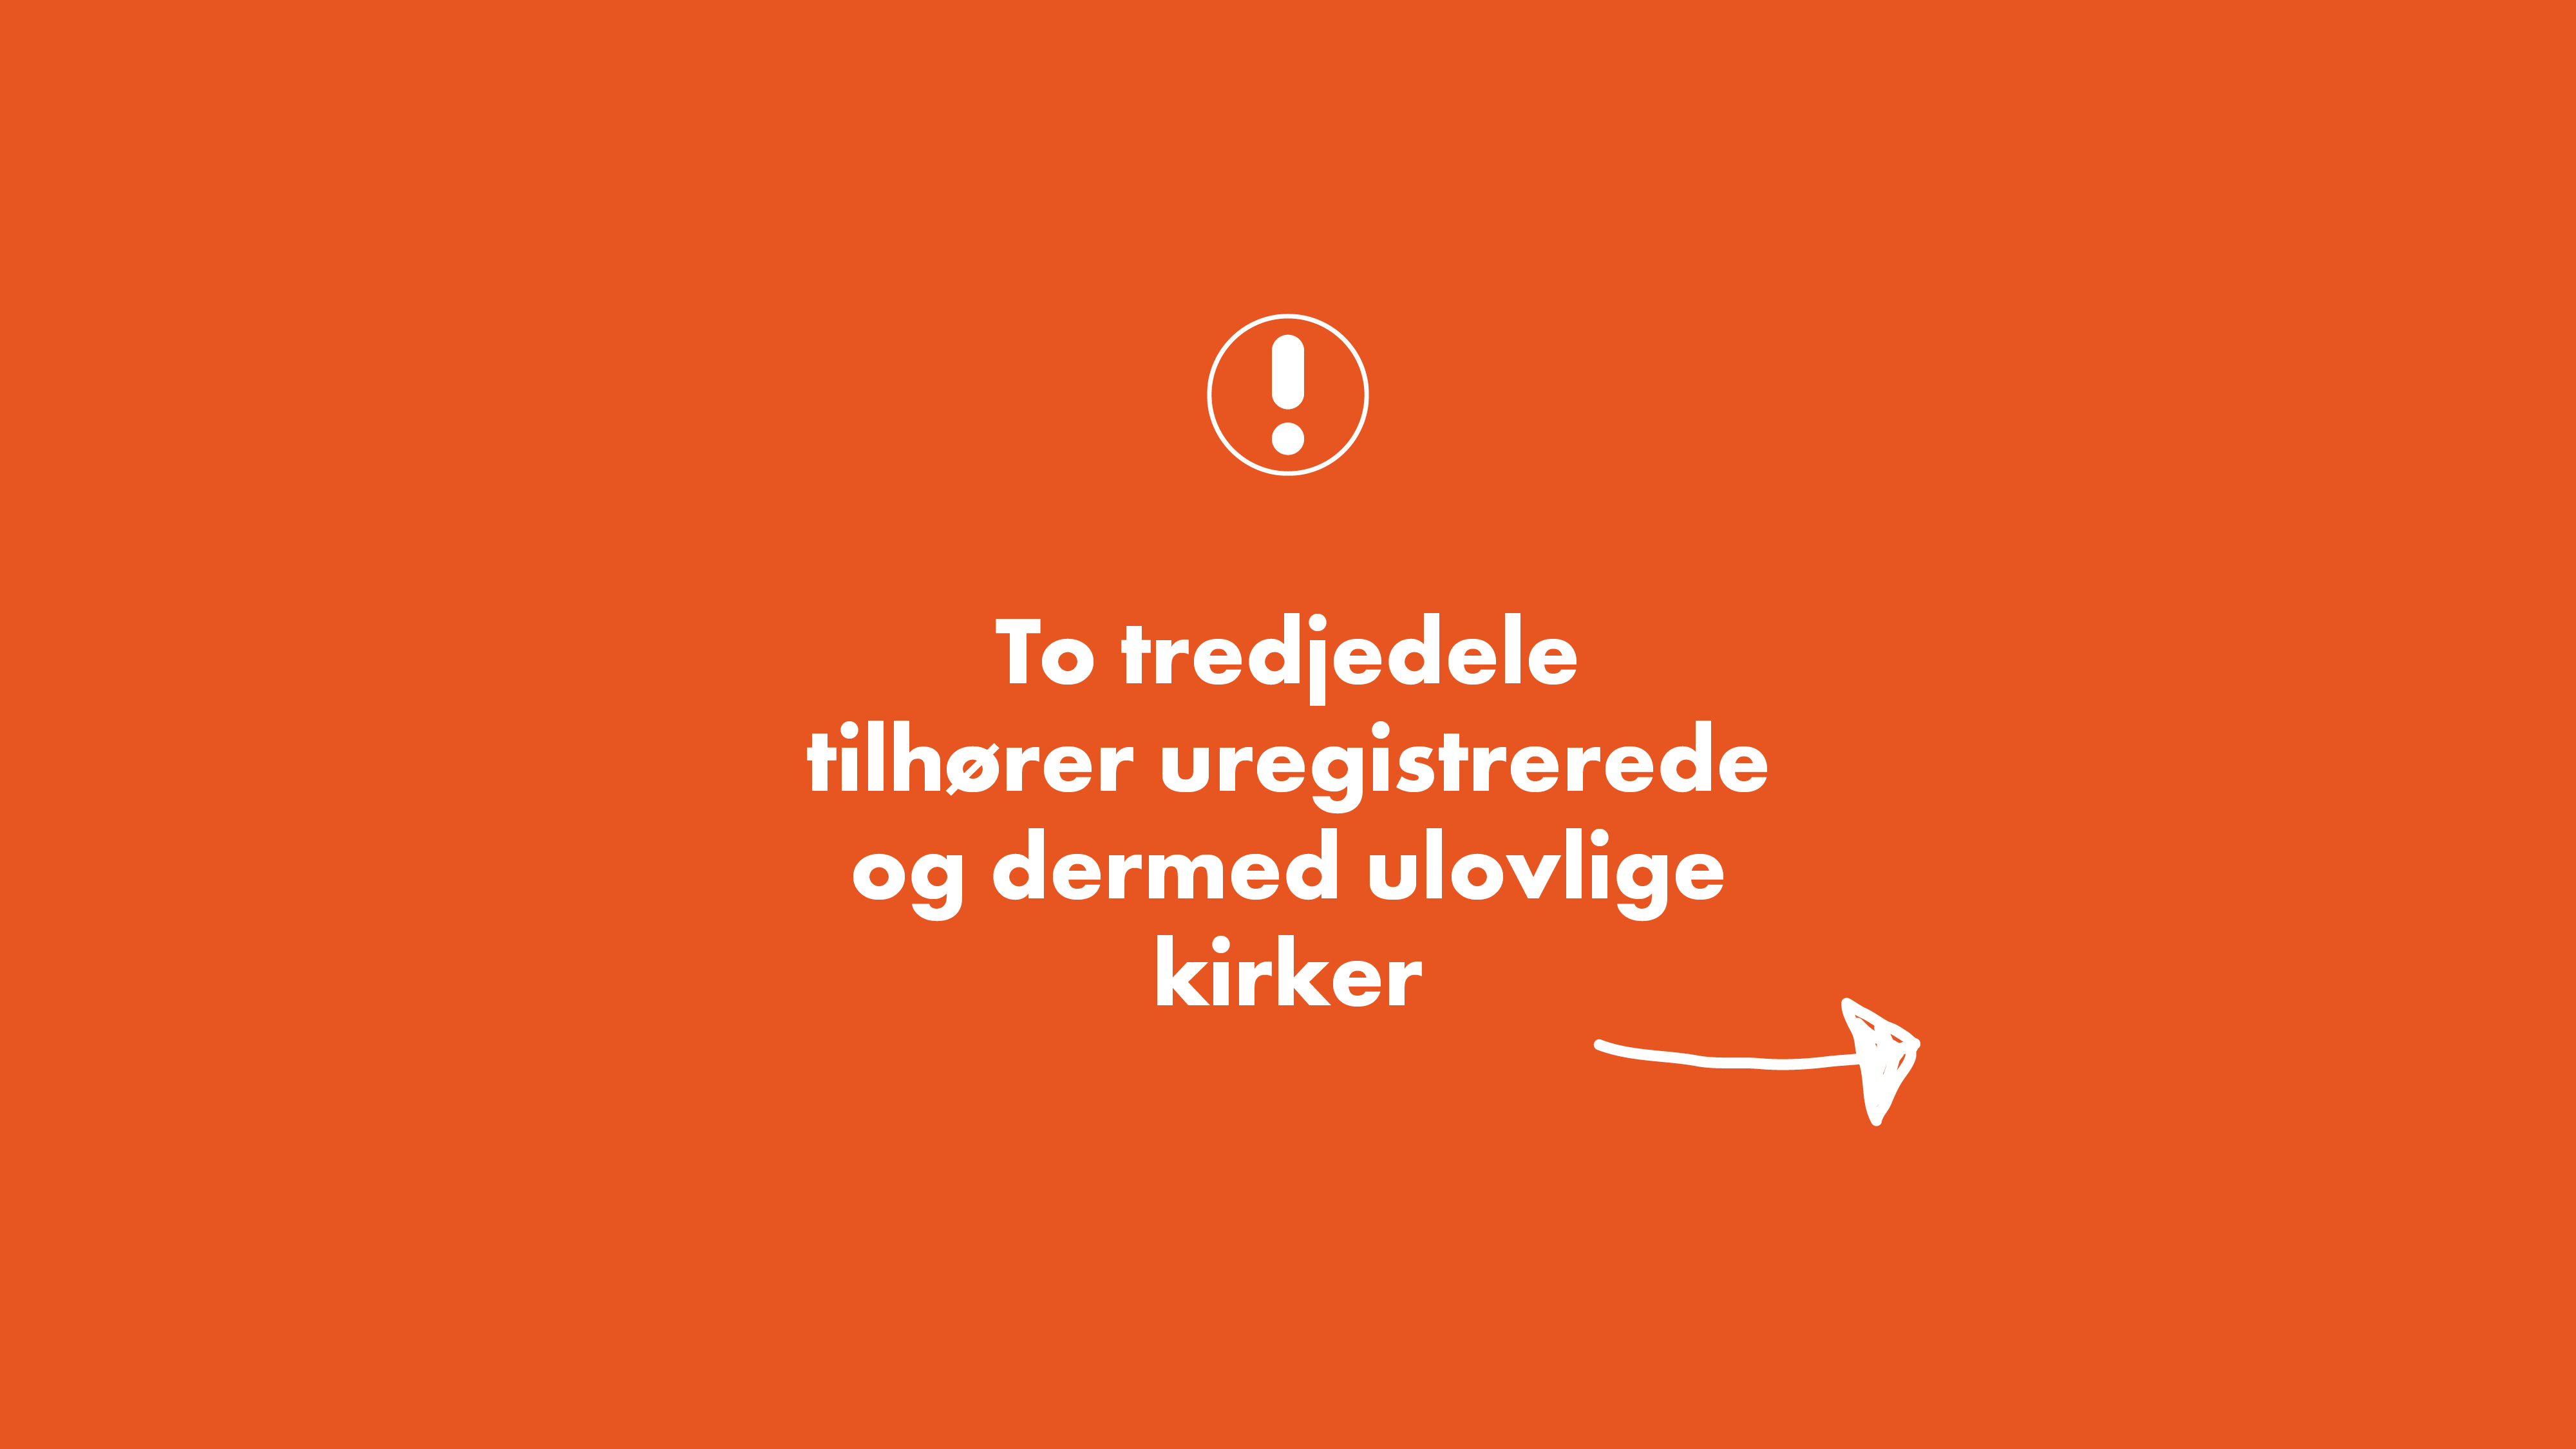 To tredjedele
tilhører uregistrerede
og dermed ulovlige
kirker